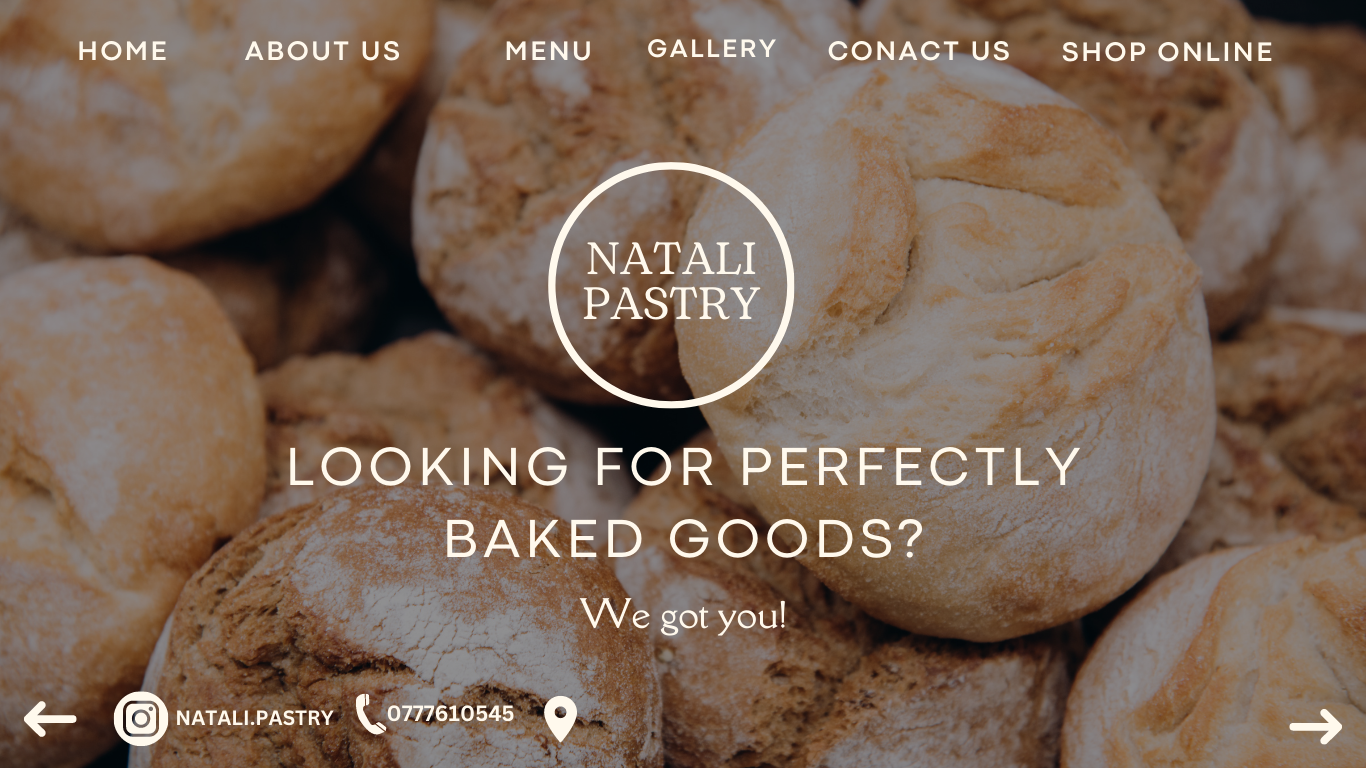 HOME ABOUT US MENU GALLERY CONACT US SHOP ONLINE
NATALI
PASTRY
LOOKING FOR PERFECTLY
BAKED GOODS?
We got you!
NATALI.PASTRY 0777610545